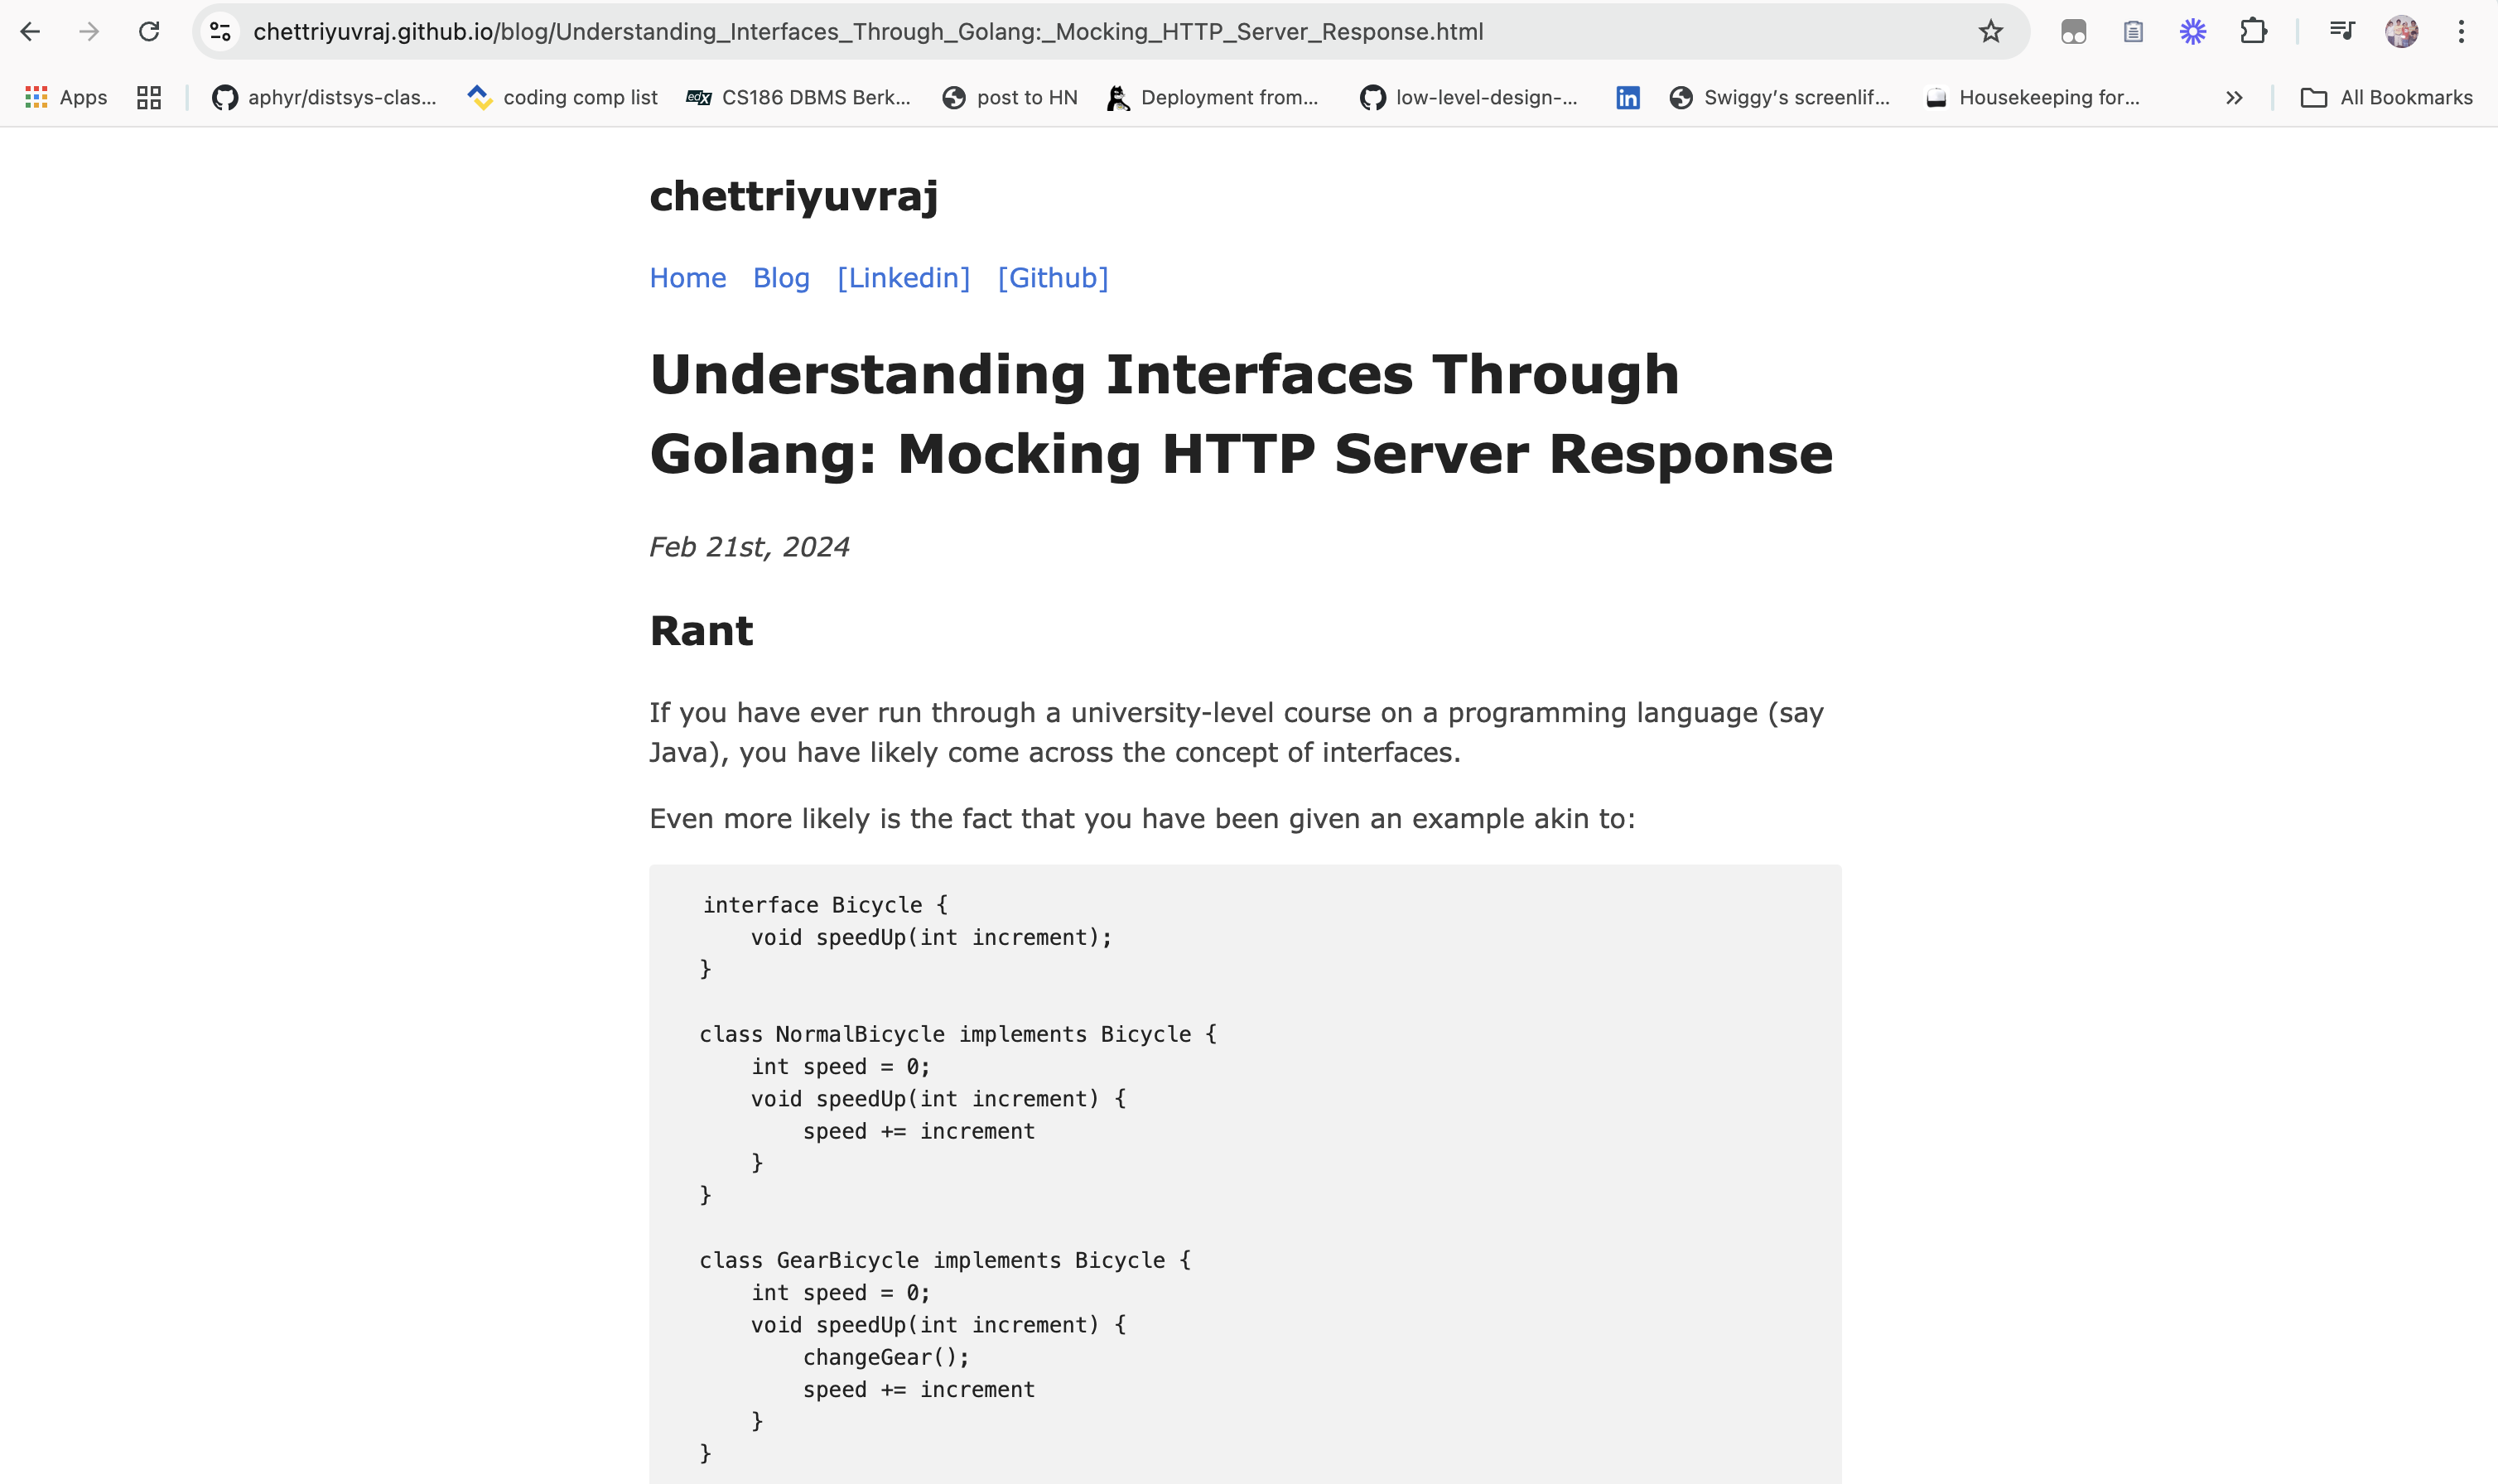 chettriyuvraj.github.io/blog/Understanding_Interfaces_Through_Golang:_Mocking_HTTP_Server_Response.html
Apps aphyr/distsys-clas... coding comp list edX CS186 DBMS Berk... post to HN Deployment from... low-level-design-... in Swiggy’s screenlif... Housekeeping for... » All Bookmarks
chettriyuvraj
Home Blog [Linkedin] [Github]
Understanding Interfaces Through
Golang: Mocking HTTP Server Response
Feb 21st, 2024
Rant
If you have ever run through a university-level course on a programming language (say
Java), you have likely come across the concept of interfaces.
Even more likely is the fact that you have been given an example akin to:
interface Bicycle {
    void speedUp(int increment);
}
class NormalBicycle implements Bicycle {
    int speed = 0;
    void speedUp(int increment) {
        speed += increment
    }
}
class GearBicycle implements Bicycle {
    int speed = 0;
    void speedUp(int increment) {
        changeGear();
        speed += increment
    }
}